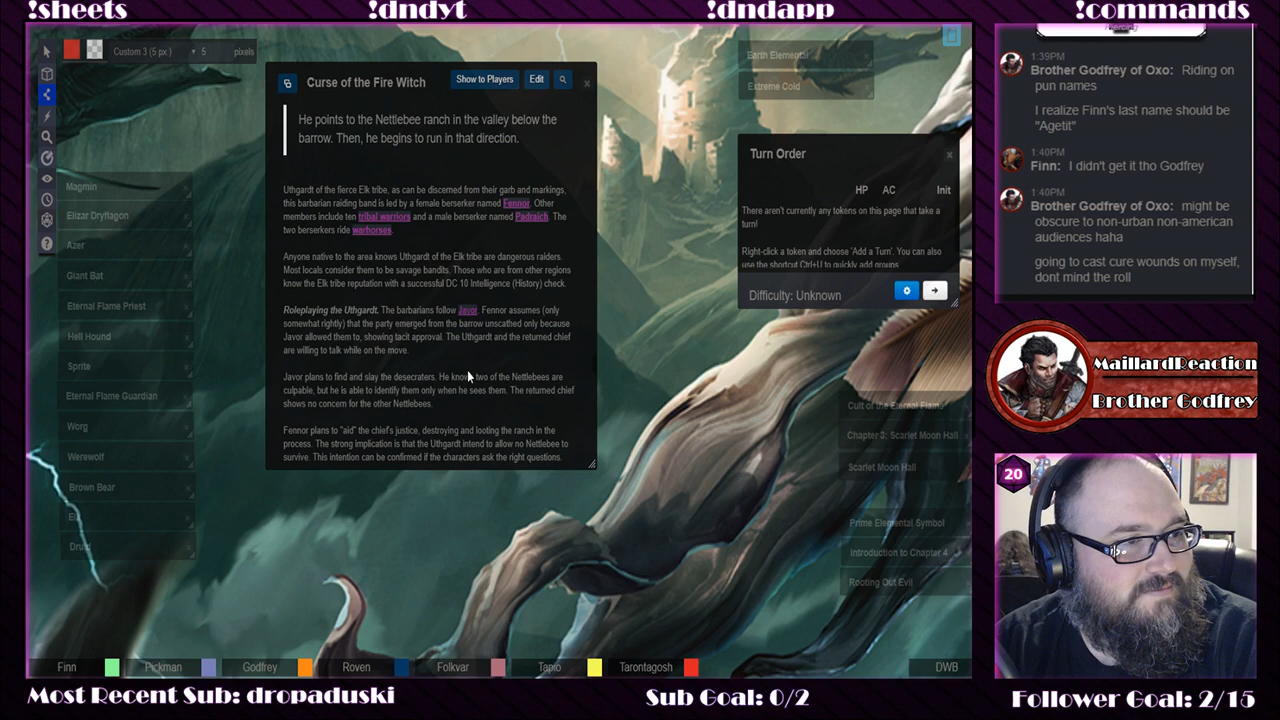 !sheets
!dndyt
!dndapp
!commands
Custom 3 (5 px )
5
pixels
Magmin
Elizar Dryflagon
Azer
Giant Bat
Eternal Flame Priest
Hell Hound
Sprite
Eternal Flame Guardian
Worg
Werewolf
Brown Bear
Druid
Curse of the Fire Witch
Show to Players
Edit
He points to the Nettlebee ranch in the valley below the
barrow. Then, he begins to run in that direction.
Uthgardt of the fierce Elk tribe, as can be discerned from their garb and markings,
this barbarian raiding band is led by a female berserker named Fennor. Other
members include ten tribal warriors and a male berserker named Padraich. The
two berserkers ride warhorses.
Anyone native to the area knows Uthgardt of the Elk tribe are dangerous raiders.
Most locals consider them to be savage bandits. Those who are from other regions
know the Elk tribe reputation with a successful DC 10 Intelligence (History) check.
Roleplaying the Uthgardt. The barbarians follow Javor. Fennor assumes (only
somewhat rightly) that the party emerged from the barrow unscathed only because
Javor allowed them to, showing tacit approval. The Uthgardt and the returned chief
are willing to talk while on the move.
Javor plans to find and slay the desecraters. He knows two of the Nettlebees are
culpable, but he is able to identify them only when he sees them. The returned chief
shows no concern for the other Nettlebees.
Fennor plans to "aid" the chief's justice, destroying and looting the ranch in the
process. The strong implication is that the Uthgardt intend to allow no Nettlebee to
survive. This intention can be confirmed if the characters ask the right questions.
Earth Elemental
Extreme Cold
Turn Order
HP
AC
Init
There aren't currently any tokens on this page that take a
turn!
Right-click a token and choose 'Add a Turn'. You can also
use the shortcut Ctrl+U to quickly add groups
Difficulty: Unknown
Cult of the Eternal Flame
Chapter 3: Scarlet Moon Hall
Scarlet Moon Hall
Prime Elemental Symbol
Introduction to Chapter 4
Rooting Out Evil
1:39PM
Brother Godfrey of Oxo: Riding on
pun names
I realize Finn's last name should be
"Agetit"
1:40PM
Finn: I didn't get it tho Godfrey
1:40PM
Brother Godfrey of Oxo: might be
obscure to non-urban non-american
audiences haha
going to cast cure wounds on myself,
dont mind the roll
MaillardReaction
Brother Godfrey
20
Finn
Pickman
Godfrey
Roven
Folkvar
Tapio
Tarontagosh
DWB
Most Recent Sub: dropaduski
Sub Goal: 0/2
Follower Goal: 2/15